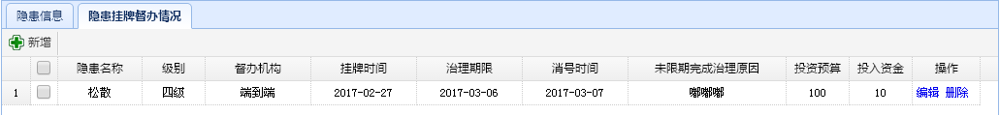 隐患信息 隐患挂牌督办情况
新增
隐患名称 级别 督办机构 挂牌时间 治理期限 消号时间 未限期完成治理原因 投资预算 投入资金 操作
1 松散 四级 端到端 2017-02-27 2017-03-06 2017-03-07 嘟嘟嘟 100 10 编辑 删除